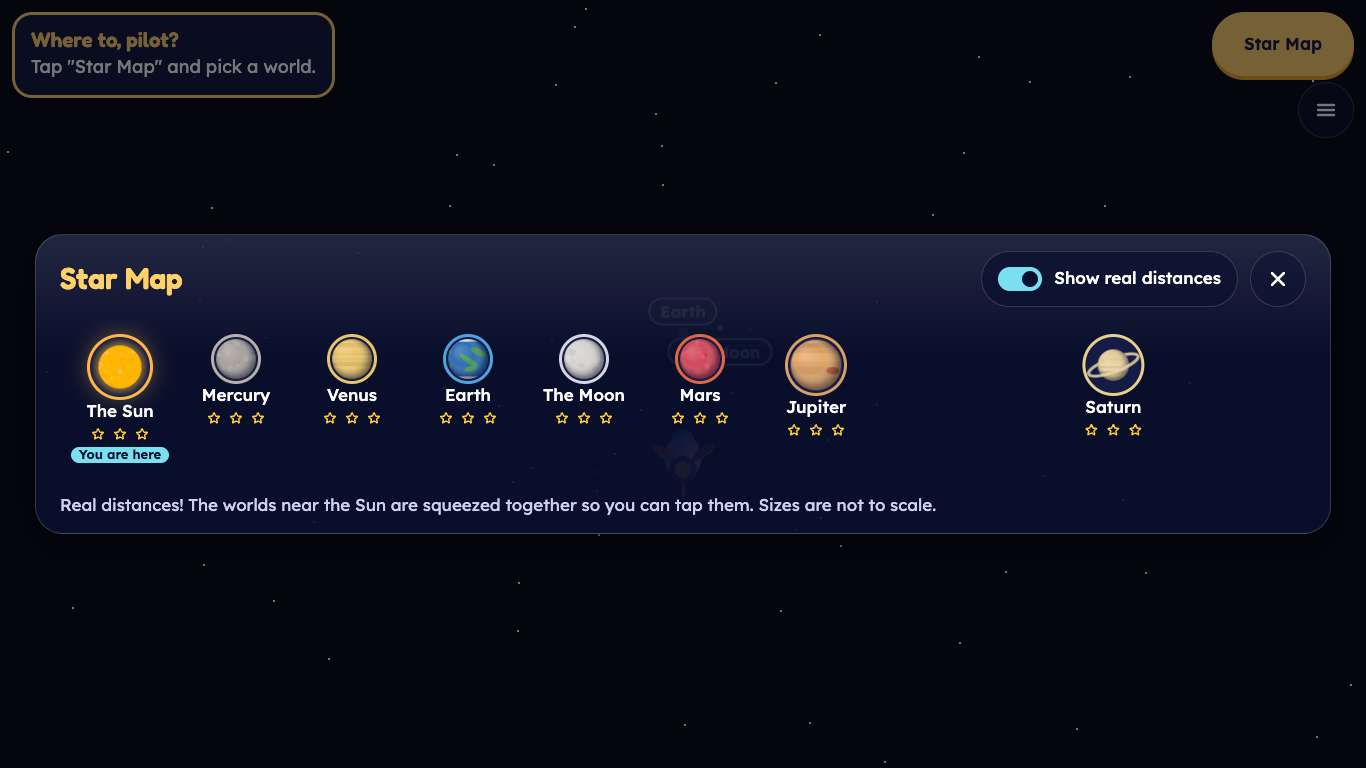 Where to, pilot?
Tap "Star Map" and pick a world.
Star Map
Star Map
Show real distances
Earth
oon
The Sun
You are here
Mercury
Venus
Earth
The Moon
Mars
Jupiter
Saturn
Real distances! The worlds near the Sun are squeezed together so you can tap them. Sizes are not to scale.